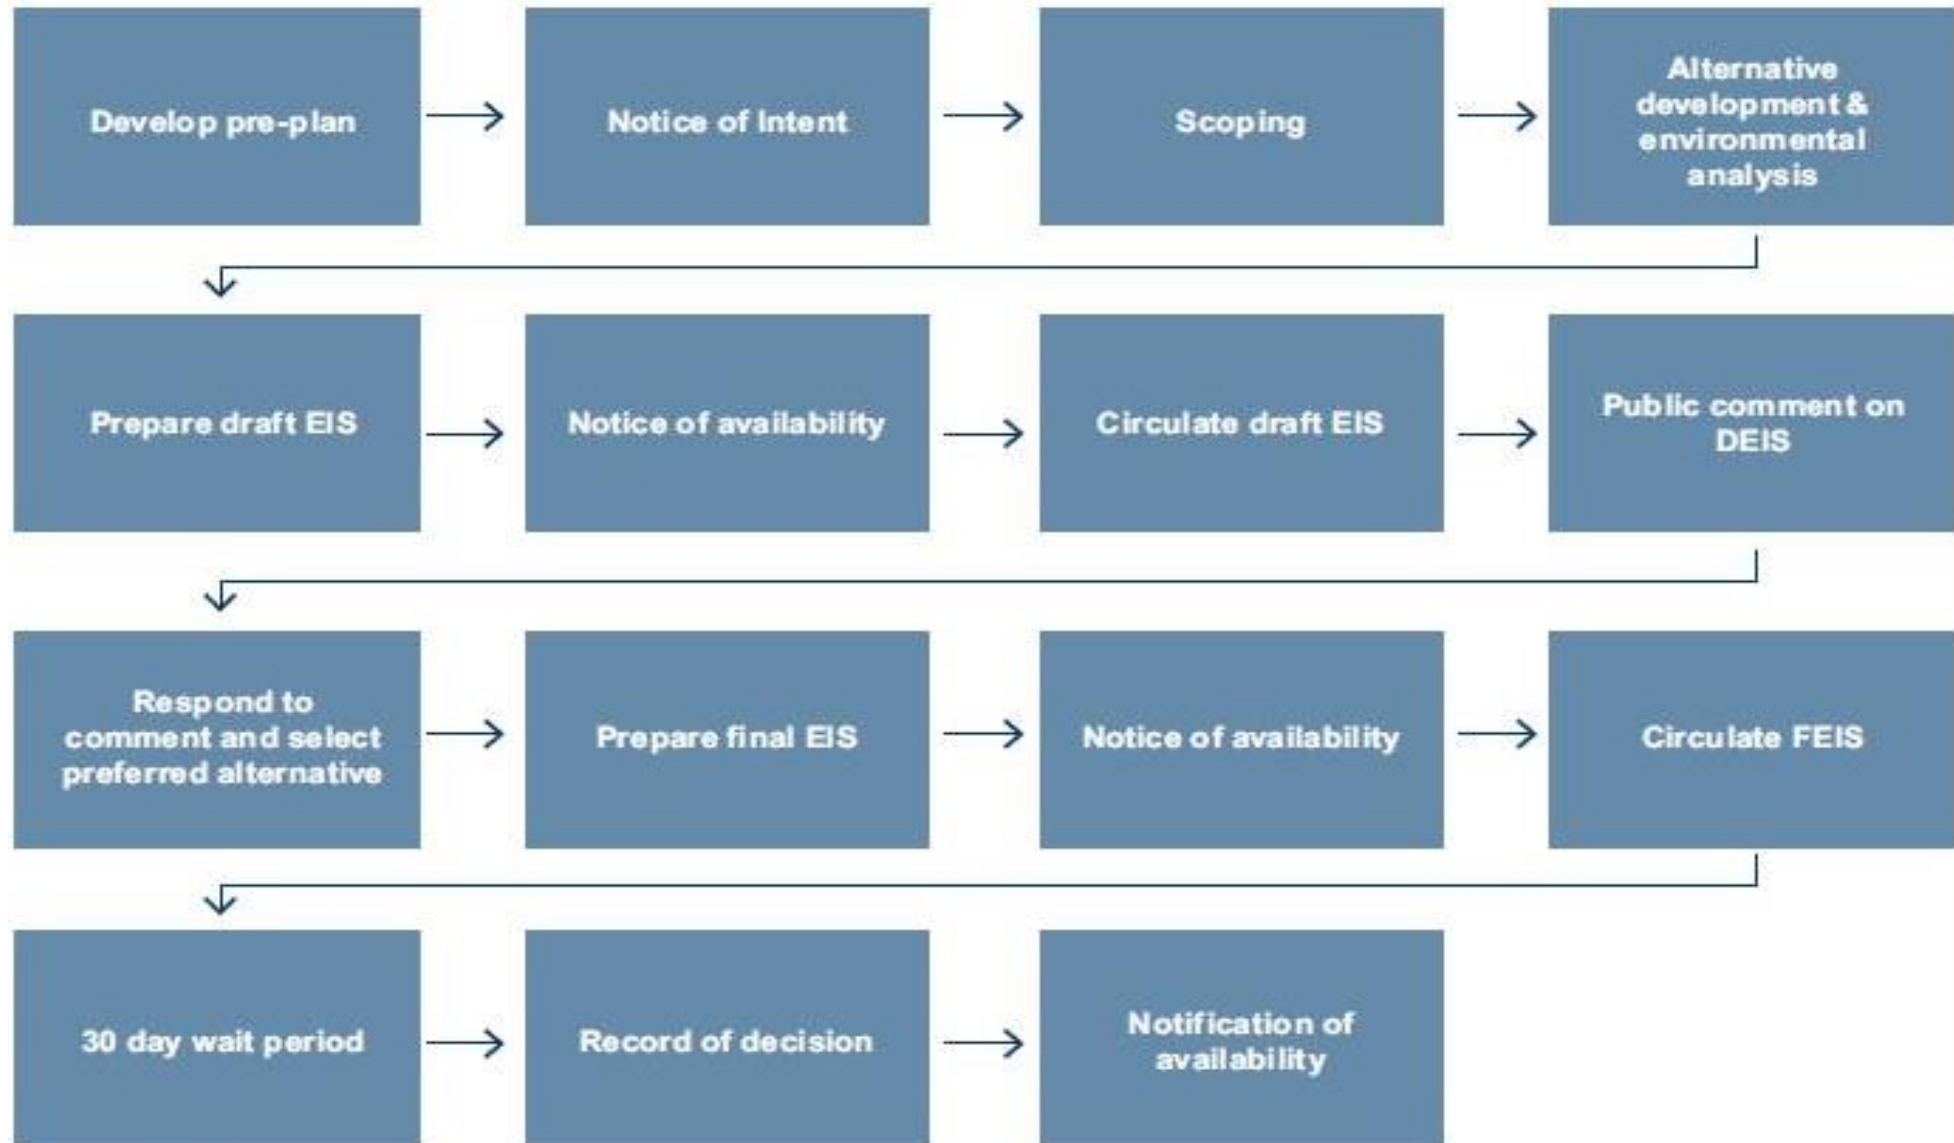 Develop pre-plan
Notice of Intent
Scoping
Alternative
development &
environmental
analysis
Prepare draft EIS
Notice of availability
Circulate draft EIS
Public comment on
DEIS
Respond to
comment and select
preferred alternative
Prepare final EIS
Notice of availability
Circulate FEIS
30 day wait period
Record of decision
Notification of
availability